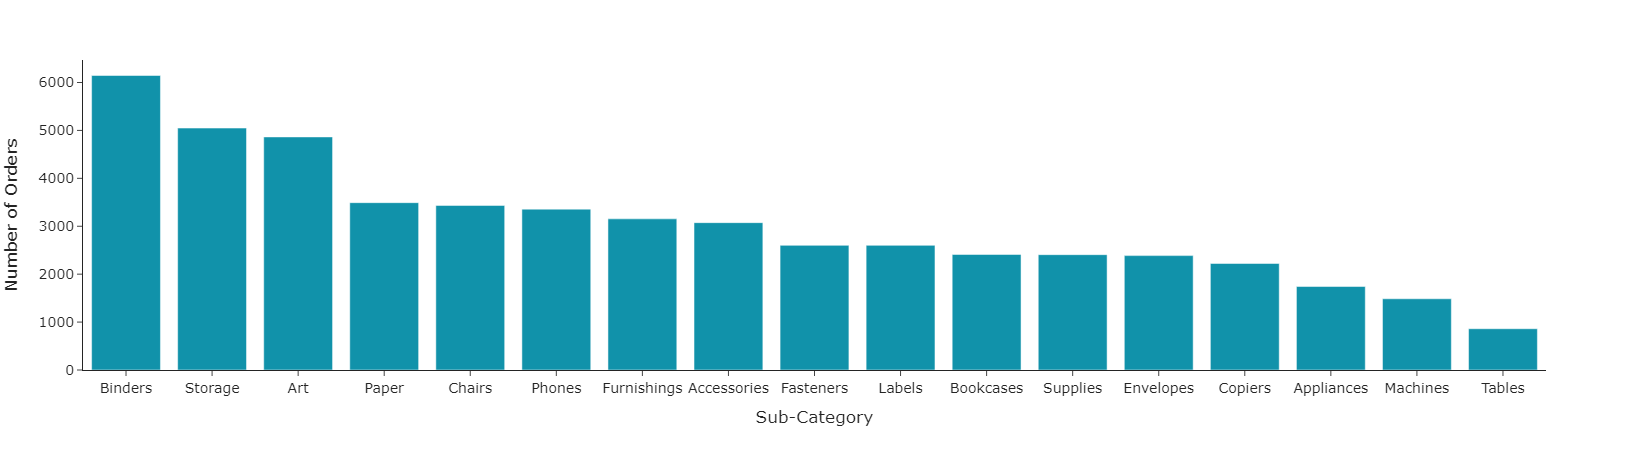 Number of Orders
6000
5000
4000
3000
2000
1000
0
Binders Storage Art Paper Chairs Phones Furnishings Accessories Fasteners Labels Bookcases Supplies Envelopes Copiers Appliances Machines Tables
Sub-Category